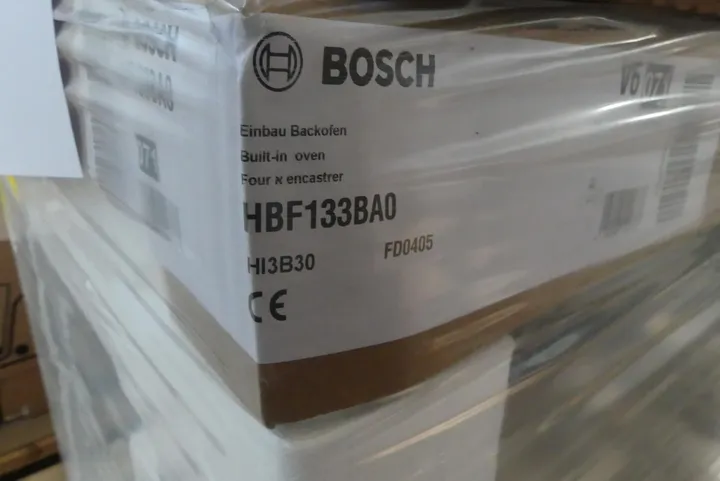 BOSCH
Einbau Backofen
Built-in oven
Four x encastrer
HBF133BA0
HI3B30
FD0405
CE